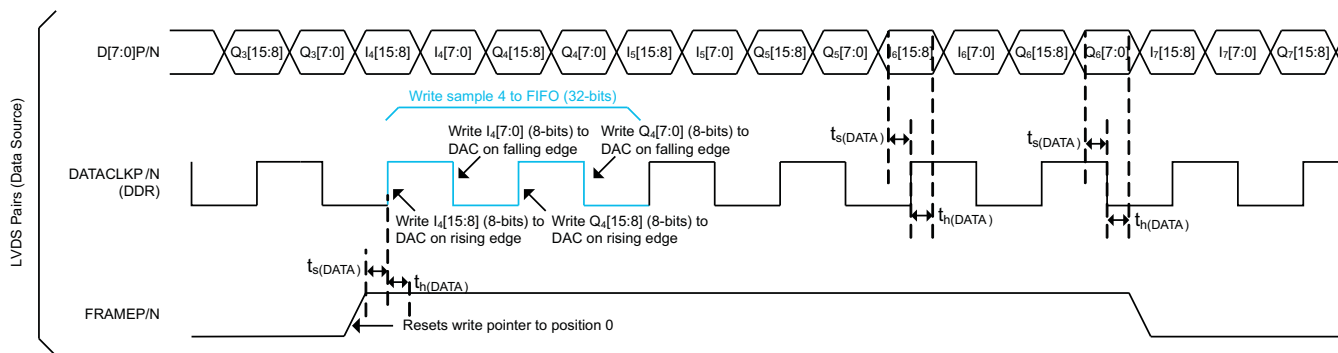 LVDS Pairs (Data Source)
D[7:0]P/N
Q3[15:8] Q3[7:0] I4[15:8] I4[7:0] Q4[15:8] Q4[7:0] I5[15:8] I5[7:0] Q5[15:8] Q5[7:0] I6[15:8] I6[7:0] Q6[15:8] Q6[7:0] I7[15:8] I7[7:0] Q7[15:8]
Write sample 4 to FIFO (32-bits)
Write I4[7:0] (8-bits) to
DAC on falling edge
Write Q4[7:0] (8-bits) to
DAC on falling edge
ts(DATA)
ts(DATA)
DATACLKP/N
(DDR)
Write I4[15:8] (8-bits) to
DAC on rising edge
Write Q4[15:8] (8-bits) to
DAC on rising edge
th(DATA)
th(DATA)
ts(DATA)
th(DATA)
FRAMEP/N
Resets write pointer to position 0